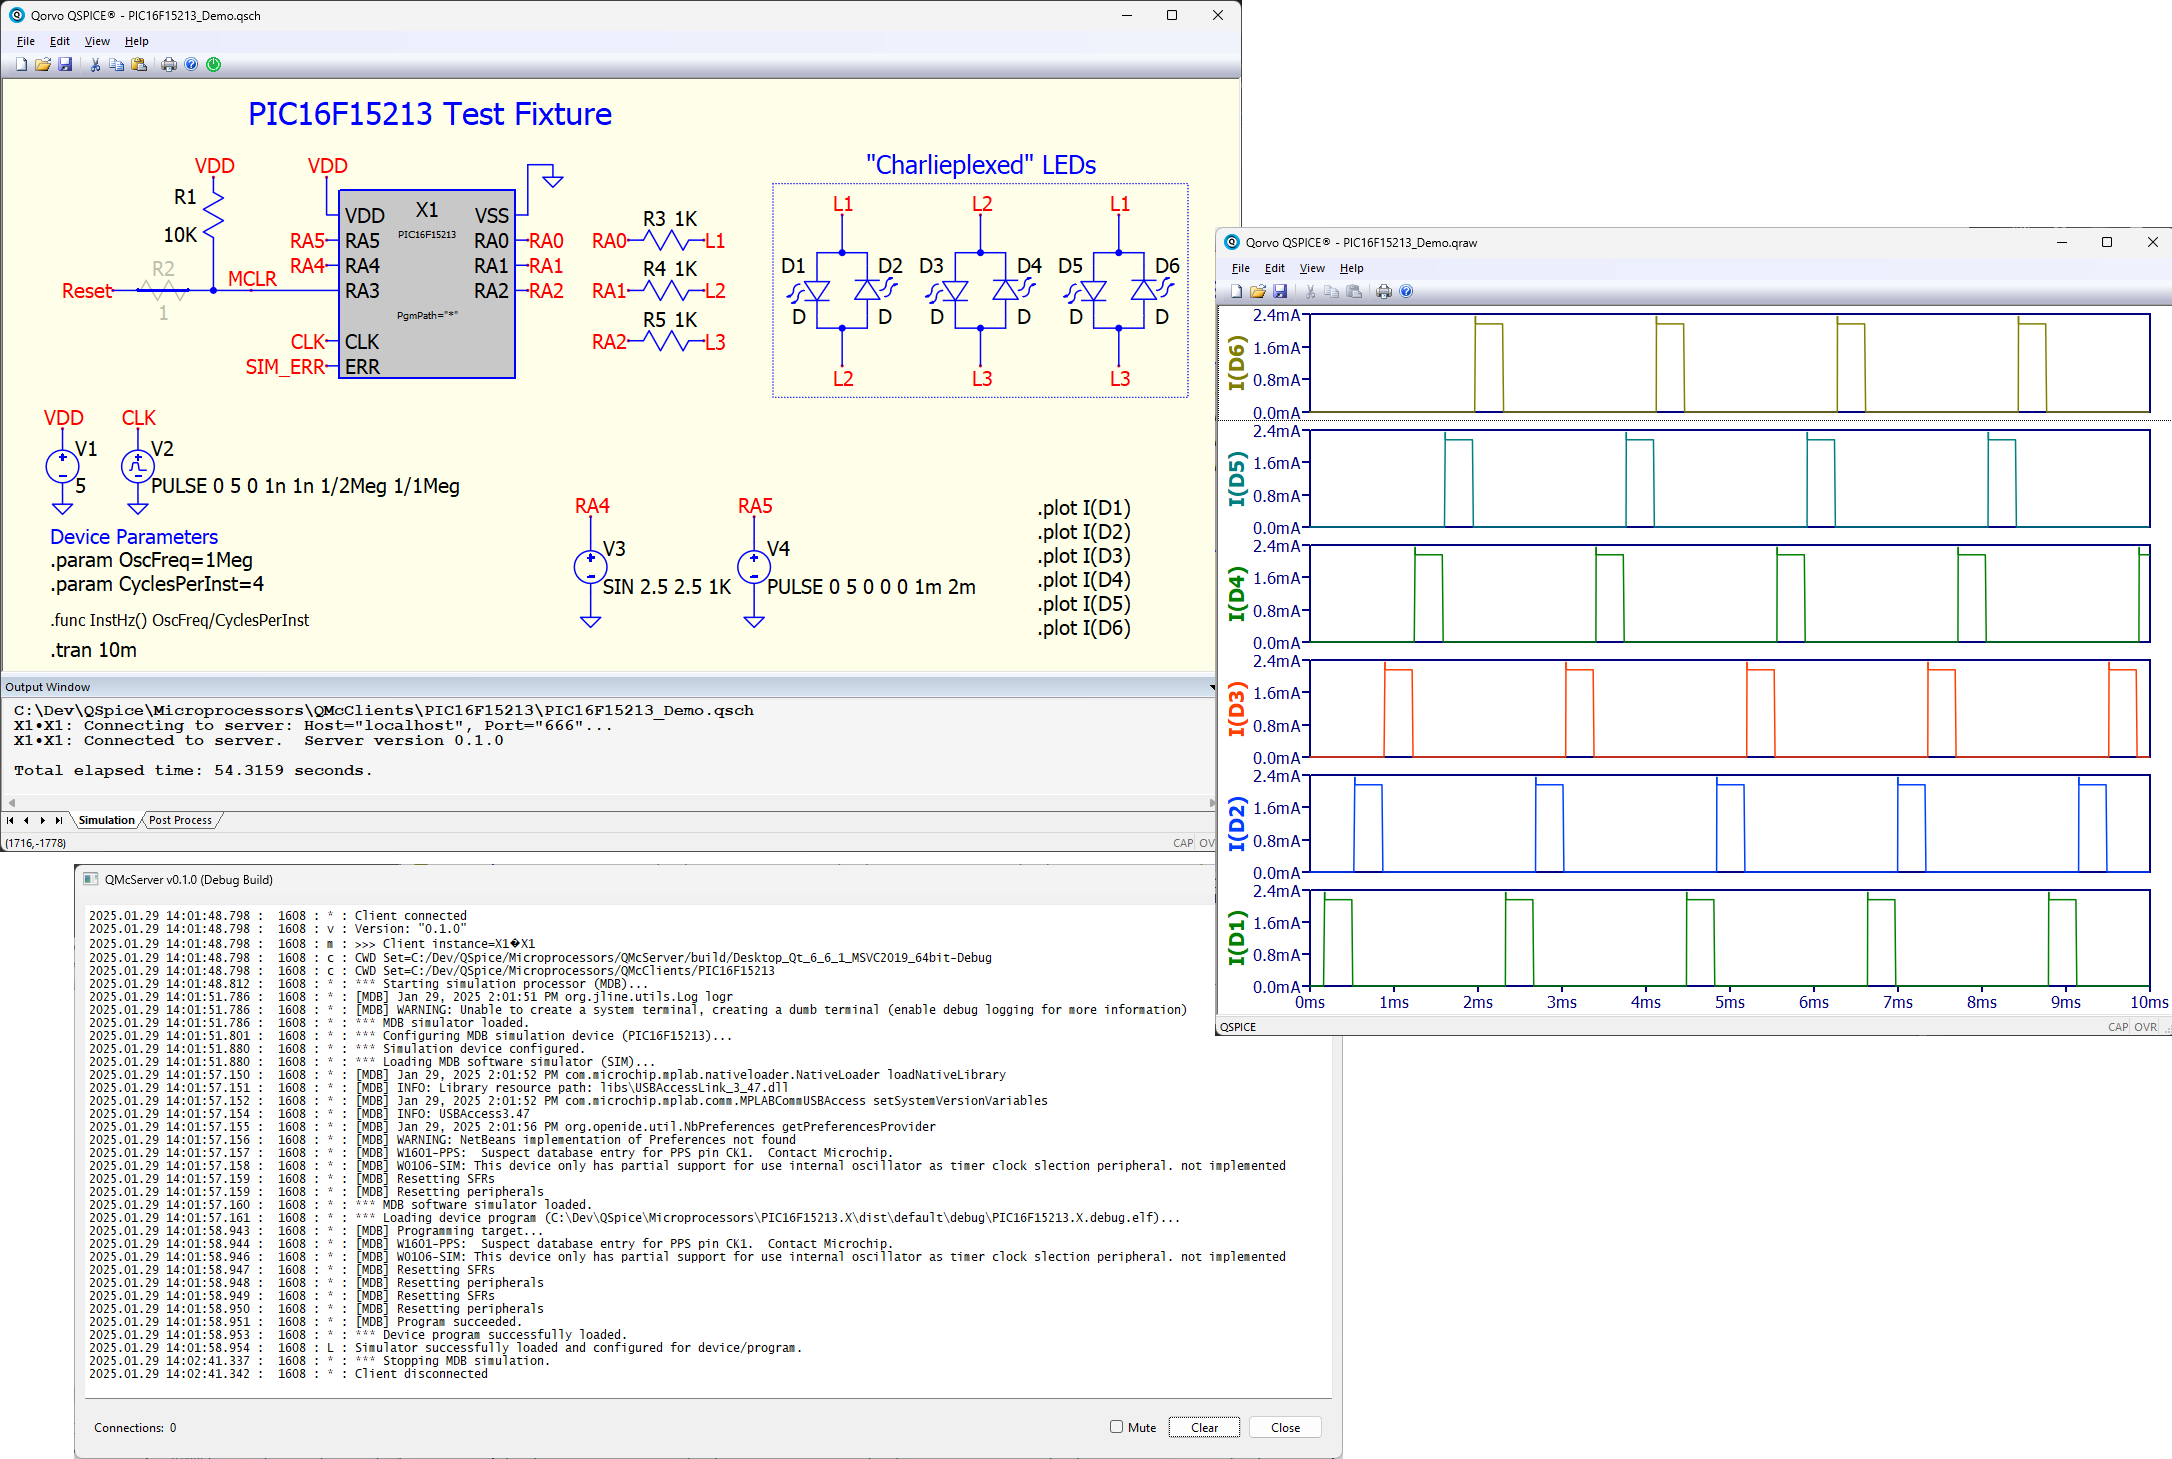 Qorvo QSPICE® - PIC16F15213_Demo.qsch
File Edit View Help
PIC16F15213 Test Fixture
"Charlieplexed" LEDs
VDD
R1
10K
VDD
VDD X1 VSS
PIC16F15213
RA5 RA5 RA0 RA0
RA4 RA4 RA1 RA1
Reset R2 1 MCLR RA3 RA2 RA2
PgmPath="*"
CLK CLK
SIM_ERR ERR
RA0 R3 1K L1
RA1 R4 1K L2
RA2 R5 1K L3
L1 L2 L1
D1 D2 D3 D4 D5 D6
D D D D D D
L2 L3 L3
VDD CLK
V1 V2
5 PULSE 0 5 0 1n 1n 1/2Meg 1/1Meg
Device Parameters
.param OscFreq=1Meg
.param CyclesPerInst=4
.func InstHz() OscFreq/CyclesPerInst
.tran 10m
RA4 RA5
V3 V4
SIN 2.5 2.5 1K PULSE 0 5 0 0 0 1m 2m
.plot I(D1)
.plot I(D2)
.plot I(D3)
.plot I(D4)
.plot I(D5)
.plot I(D6)
Output Window
C:\Dev\QSpice\Microprocessors\QMcClients\PIC16F15213\PIC16F15213_Demo.qsch
X1•X1: Connecting to server: Host="localhost", Port="666"...
X1•X1: Connected to server.  Server version 0.1.0
Total elapsed time: 54.3159 seconds.
Simulation Post Process
(1716,-1778) CAP OV
Qorvo QSPICE® - PIC16F15213_Demo.qraw
File Edit View Help
I(D6)
2.4mA
1.6mA
0.8mA
0.0mA
I(D5)
2.4mA
1.6mA
0.8mA
0.0mA
I(D4)
2.4mA
1.6mA
0.8mA
0.0mA
I(D3)
2.4mA
1.6mA
0.8mA
0.0mA
I(D2)
2.4mA
1.6mA
0.8mA
0.0mA
I(D1)
2.4mA
1.6mA
0.8mA
0.0mA
0ms 1ms 2ms 3ms 4ms 5ms 6ms 7ms 8ms 9ms 10ms
QSPICE CAP OVR
QMcServer v0.1.0 (Debug Build)
2025.01.29 14:01:48.798 :  1608 : * : Client connected
2025.01.29 14:01:48.798 :  1608 : v : Version: "0.1.0"
2025.01.29 14:01:48.798 :  1608 : m : >>> Client instance=X1�X1
2025.01.29 14:01:48.798 :  1608 : c : CWD Set=C:/Dev/QSpice/Microprocessors/QMcServer/build/Desktop_Qt_6_6_1_MSVC2019_64bit-Debug
2025.01.29 14:01:48.798 :  1608 : c : CWD Set=C:/Dev/QSpice/Microprocessors/QMcClients/PIC16F15213
2025.01.29 14:01:48.812 :  1608 : * : *** Starting simulation processor (MDB)...
2025.01.29 14:01:51.786 :  1608 : * : [MDB] Jan 29, 2025 2:01:51 PM org.jline.utils.Log logr
2025.01.29 14:01:51.786 :  1608 : * : [MDB] WARNING: Unable to create a system terminal, creating a dumb terminal (enable debug logging for more information)
2025.01.29 14:01:51.786 :  1608 : * : *** MDB simulator loaded.
2025.01.29 14:01:51.801 :  1608 : * : *** Configuring MDB simulation device (PIC16F15213)...
2025.01.29 14:01:51.880 :  1608 : * : *** Simulation device configured.
2025.01.29 14:01:51.880 :  1608 : * : *** Loading MDB software simulator (SIM)...
2025.01.29 14:01:57.150 :  1608 : * : [MDB] Jan 29, 2025 2:01:52 PM com.microchip.mplab.nativeloader.NativeLoader loadNativeLibrary
2025.01.29 14:01:57.151 :  1608 : * : [MDB] INFO: Library resource path: libs\USBAccessLink_3_47.dll
2025.01.29 14:01:57.152 :  1608 : * : [MDB] Jan 29, 2025 2:01:52 PM com.microchip.mplab.comm.MPLABCommUSBAccess setSystemVersionVariables
2025.01.29 14:01:57.154 :  1608 : * : [MDB] INFO: USBAccess3.47
2025.01.29 14:01:57.155 :  1608 : * : [MDB] Jan 29, 2025 2:01:56 PM org.openide.util.NbPreferences getPreferencesProvider
2025.01.29 14:01:57.156 :  1608 : * : [MDB] WARNING: NetBeans implementation of Preferences not found
2025.01.29 14:01:57.157 :  1608 : * : [MDB] W1601-PPS:  Suspect database entry for PPS pin CK1.  Contact Microchip.
2025.01.29 14:01:57.158 :  1608 : * : [MDB] W0106-SIM: This device only has partial support for use internal oscillator as timer clock slection peripheral. not implemented
2025.01.29 14:01:57.159 :  1608 : * : [MDB] Resetting SFRs
2025.01.29 14:01:57.159 :  1608 : * : [MDB] Resetting peripherals
2025.01.29 14:01:57.160 :  1608 : * : *** MDB software simulator loaded.
2025.01.29 14:01:57.161 :  1608 : * : *** Loading device program (C:\Dev\QSpice\Microprocessors\PIC16F15213.X\dist\default\debug\PIC16F15213.X.debug.elf)...
2025.01.29 14:01:58.943 :  1608 : * : [MDB] Programming target...
2025.01.29 14:01:58.944 :  1608 : * : [MDB] W1601-PPS:  Suspect database entry for PPS pin CK1.  Contact Microchip.
2025.01.29 14:01:58.946 :  1608 : * : [MDB] W0106-SIM: This device only has partial support for use internal oscillator as timer clock slection peripheral. not implemented
2025.01.29 14:01:58.947 :  1608 : * : [MDB] Resetting SFRs
2025.01.29 14:01:58.948 :  1608 : * : [MDB] Resetting peripherals
2025.01.29 14:01:58.949 :  1608 : * : [MDB] Resetting SFRs
2025.01.29 14:01:58.950 :  1608 : * : [MDB] Resetting peripherals
2025.01.29 14:01:58.951 :  1608 : * : [MDB] Program succeeded.
2025.01.29 14:01:58.953 :  1608 : * : *** Device program successfully loaded.
2025.01.29 14:01:58.954 :  1608 : L : Simulator successfully loaded and configured for device/program.
2025.01.29 14:02:41.337 :  1608 : * : *** Stopping MDB simulation.
2025.01.29 14:02:41.342 :  1608 : * : Client disconnected
Connections: 0 Mute Clear Close